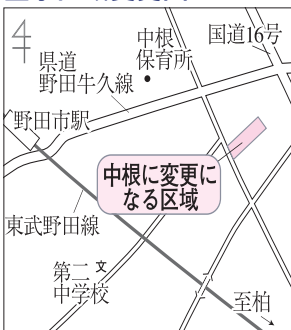 中根
保育所
国道16号
県道
野田牛久線
野田市駅
中根に変更に
なる区域
東武野田線
第二
中学校
文
至柏